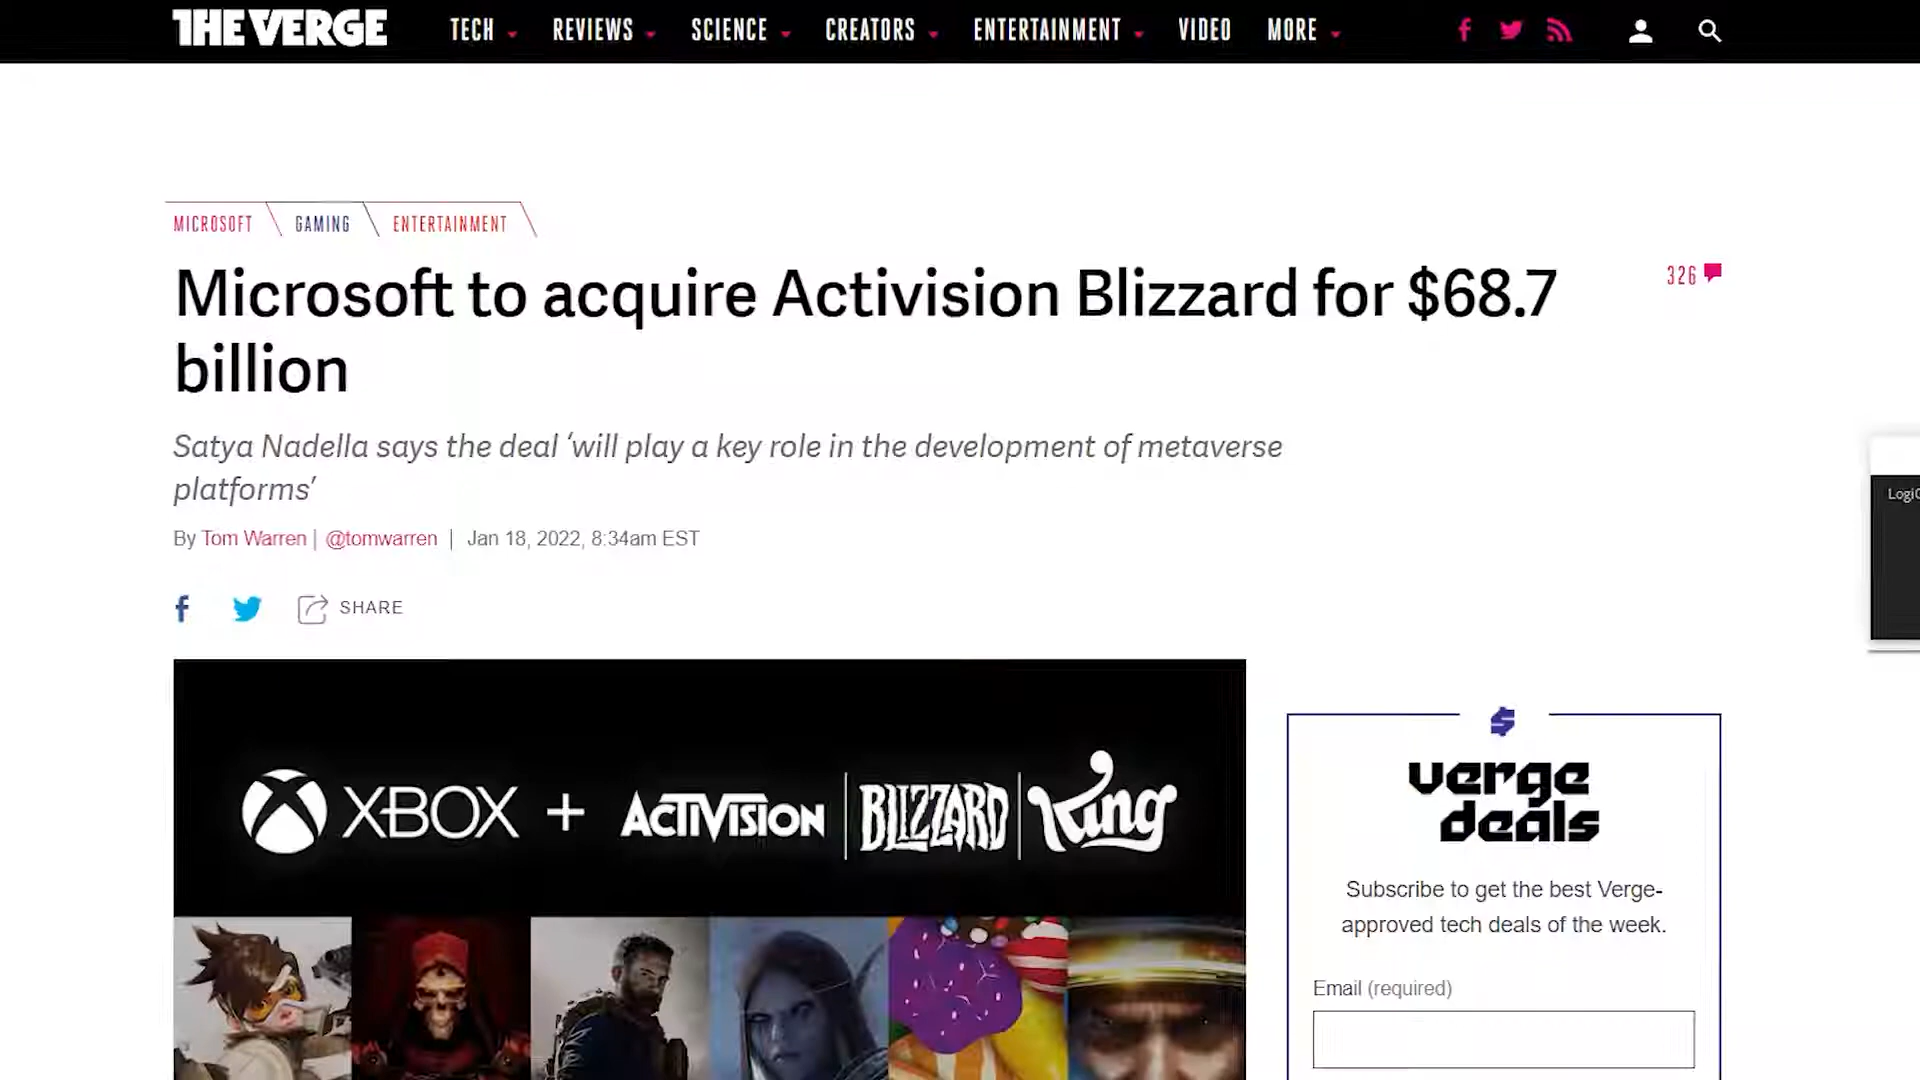 THE VERGE TECH REVIEWS SCIENCE CREATORS ENTERTAINMENT VIDEO MORE
MICROSOFT GAMING ENTERTAINMENT
Microsoft to acquire Activision Blizzard for $68.7
billion
326
Satya Nadella says the deal ‘will play a key role in the development of metaverse
platforms’
By Tom Warren | @tomwarren | Jan 18, 2022, 8:34am EST
SHARE
XBOX + ACTIVISION BLIZZARD King
verge
deals
Subscribe to get the best Verge-
approved tech deals of the week.
Email (required)